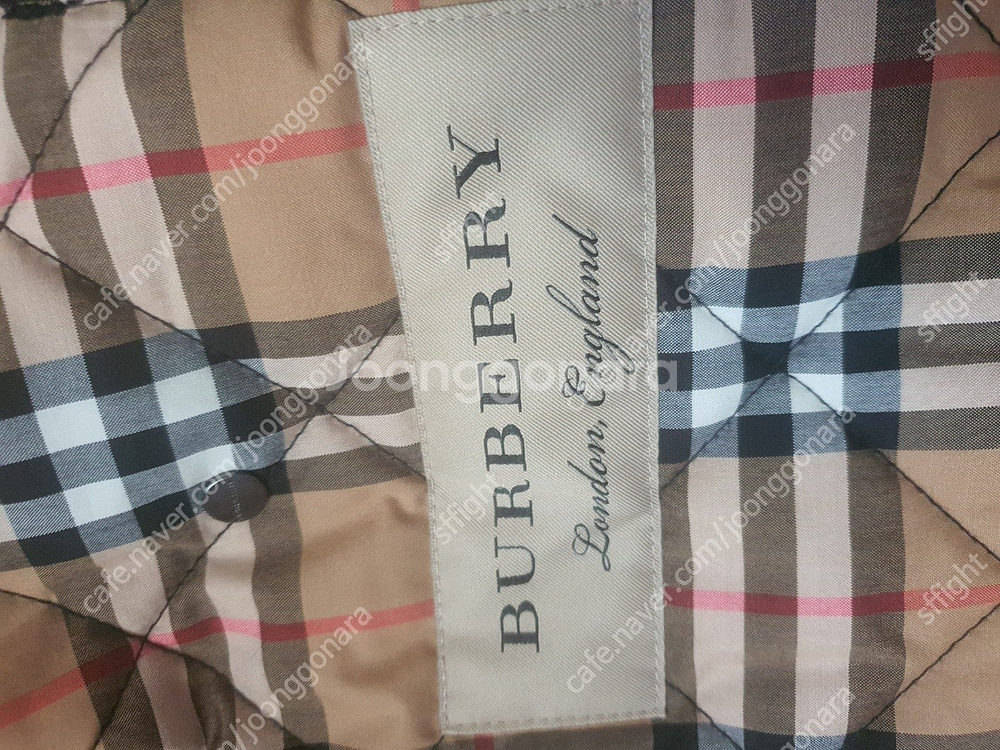 BURBERRY
London, England
Joonggonara
cafe.naver.com/joonggonara
sffight